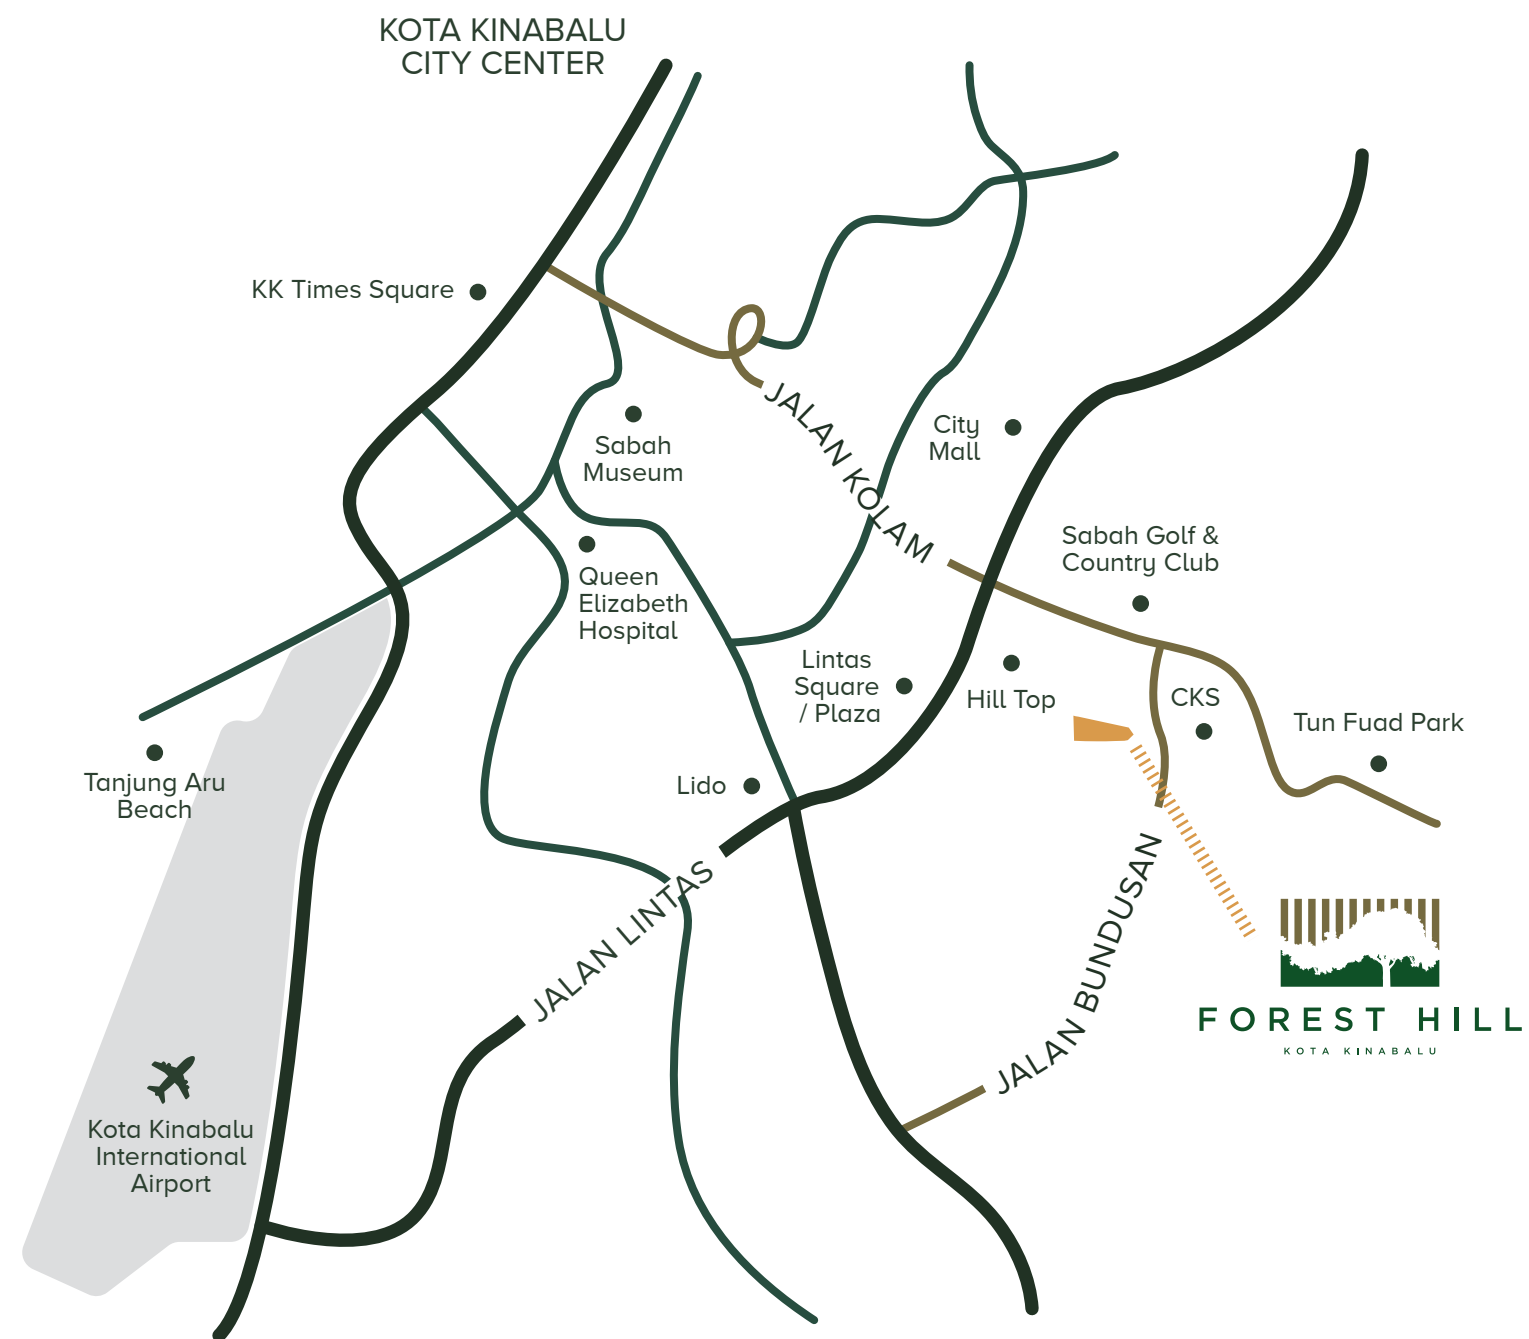 KOTA KINABALU
CITY CENTER
KK Times Square
JALAN KOLAM
City
Mall
Sabah
Museum
Sabah Golf &
Country Club
Queen
Elizabeth
Hospital
Lintas
Square
/ Plaza
Hill Top
CKS
Tun Fuad Park
Tanjung Aru
Beach
Lido
JALAN LINTAS
JALAN BUNDUSAN
FOREST HILL
KOTA KINABALU
Kota Kinabalu
International
Airport